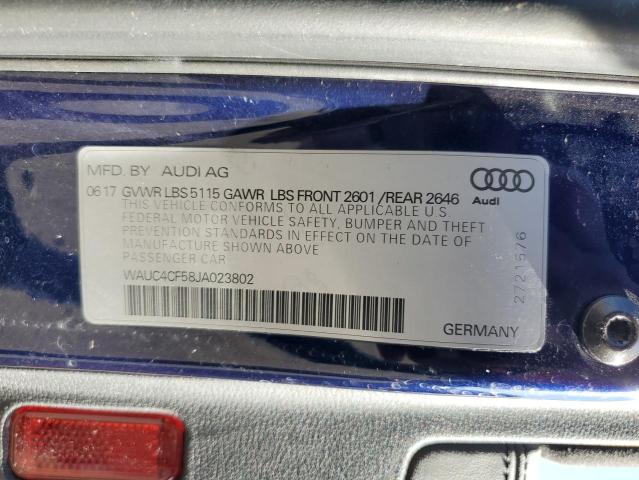 MFD. BY AUDI AG
06 17 GVWR LBS 5115 GAWR LBS FRONT 2601 /REAR 2646
THIS VEHICLE CONFORMS TO ALL APPLICABLE U.S.
FEDERAL MOTOR VEHICLE SAFETY, BUMPER AND THEFT
PREVENTION STANDARDS IN EFFECT ON THE DATE OF
MANUFACTURE SHOWN ABOVE
PASSENGER CAR
WAUC4CF58JA023802
Audi
2721576
GERMANY